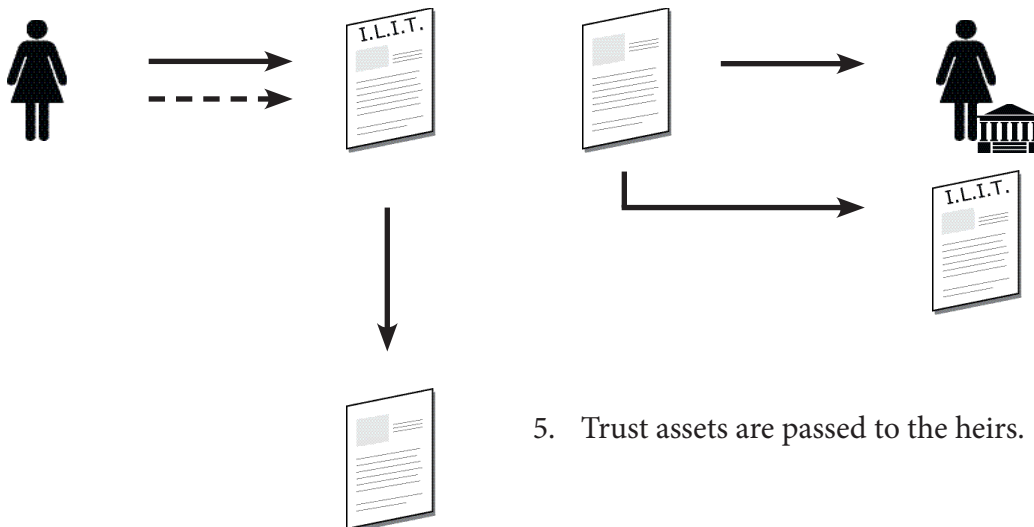 I.L.I.T.
I.L.I.T.
5. Trust assets are passed to the heirs.